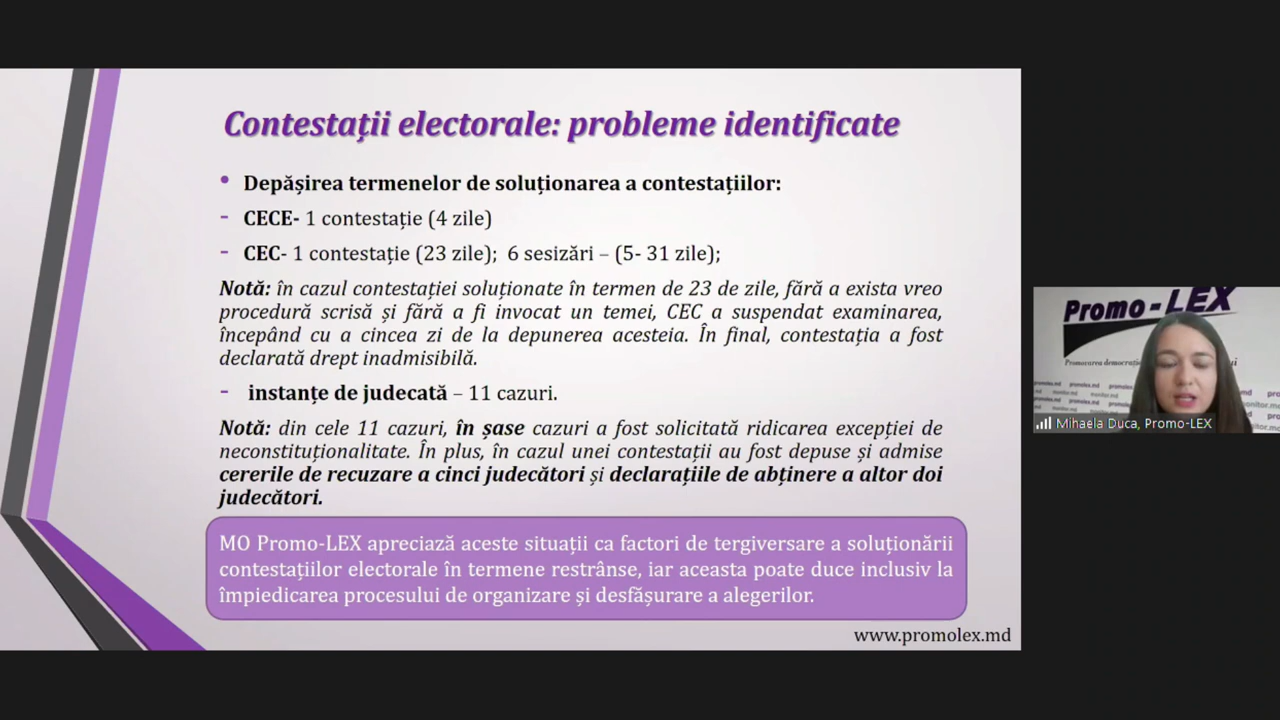 Contestații electorale: probleme identificate
• Depășirea termenelor de soluționarea a contestațiilor:
- CECE- 1 contestație (4 zile)
- CEC- 1 contestație (23 zile); 6 sesizări – (5- 31 zile);
Notă: în cazul contestației soluționate în termen de 23 de zile, fără a exista vreo
procedură scrisă și fără a fi invocat un temei, CEC a suspendat examinarea,
începând cu a cincea zi de la depunerea acesteia. În final, contestația a fost
declarată drept inadmisibilă.
- instanțe de judecată – 11 cazuri.
Notă: din cele 11 cazuri, în șase cazuri a fost solicitată ridicarea excepției de
neconstituționalitate. În plus, în cazul unei contestații au fost depuse și admise
cererile de recuzare a cinci judecători și declarațiile de abținere a altor doi
judecători.
MO Promo-LEX apreciază aceste situații ca factori de tergiversare a soluționării
contestațiilor electorale în termene restrânse, iar aceasta poate duce inclusiv la
împiedicarea procesului de organizare și desfășurare a alegerilor.
www.promolex.md
Promo-LEX
Promovarea democrație
Mihaela Duca, Promo-LEX